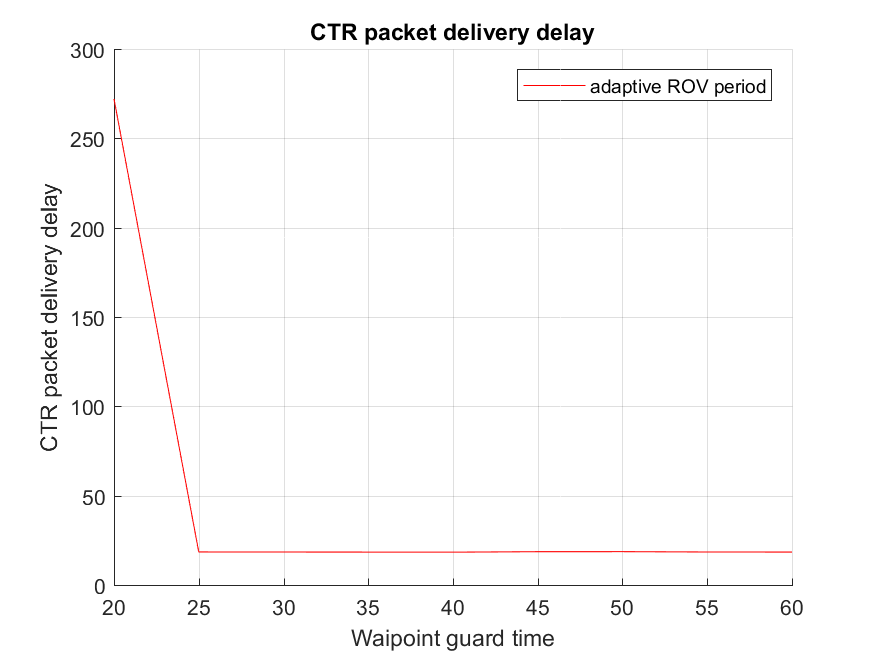 CTR packet delivery delay
adaptive ROV period
CTR packet delivery delay
300
250
200
150
100
50
0
20 25 30 35 40 45 50 55 60
Waipoint guard time